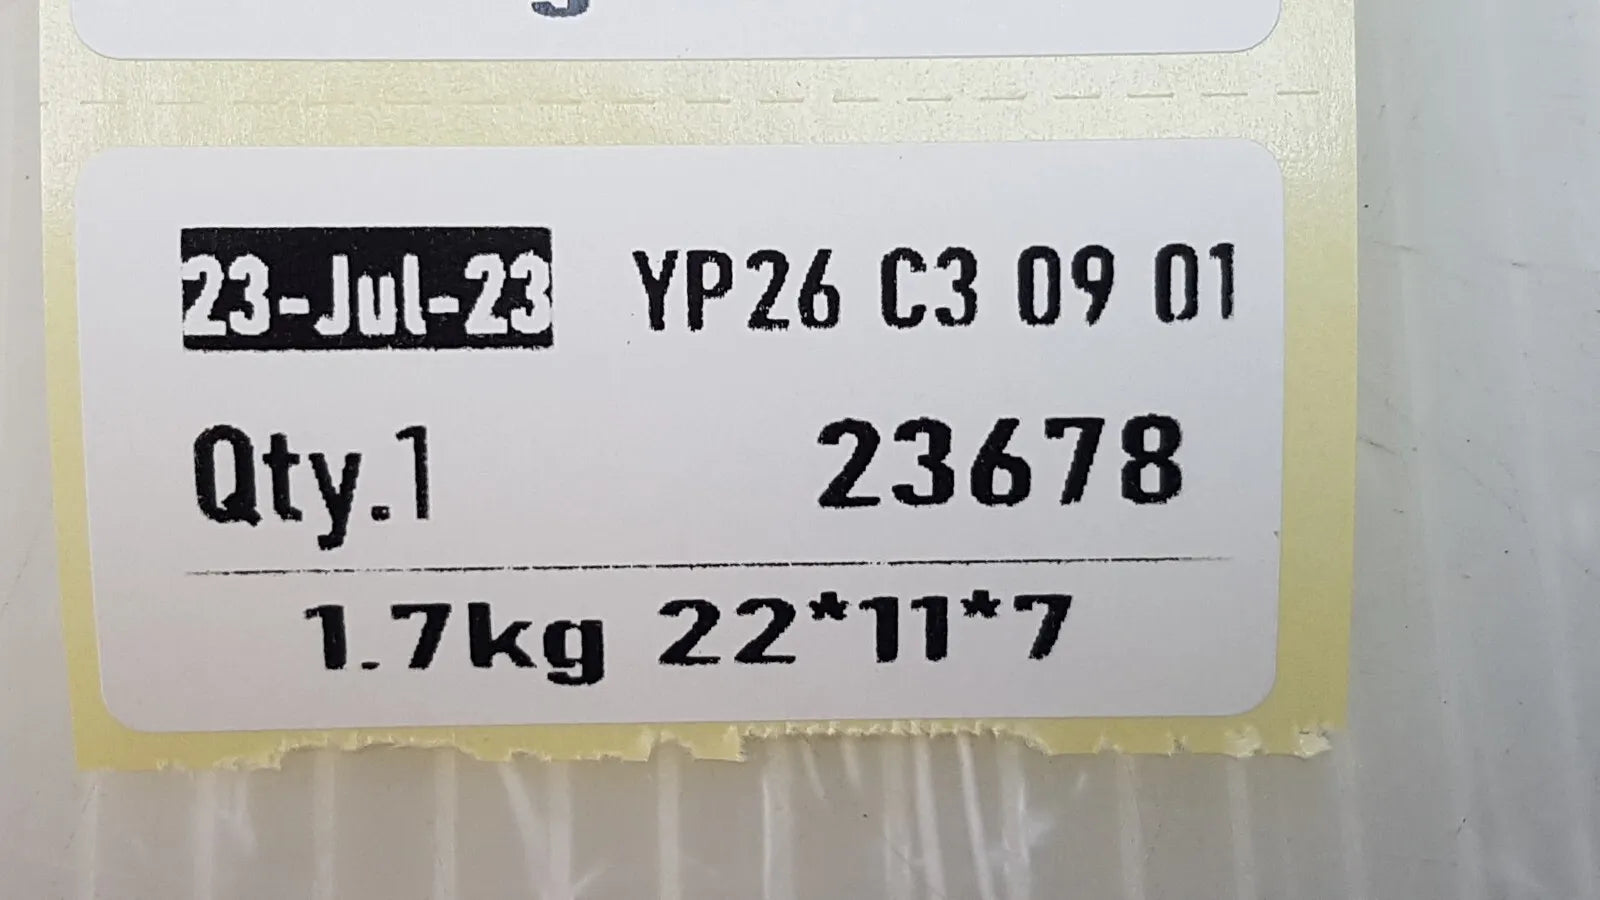 23-Jul-23 YP26 C3 09 01
Qty.1 23678
1.7kg 22*11*7